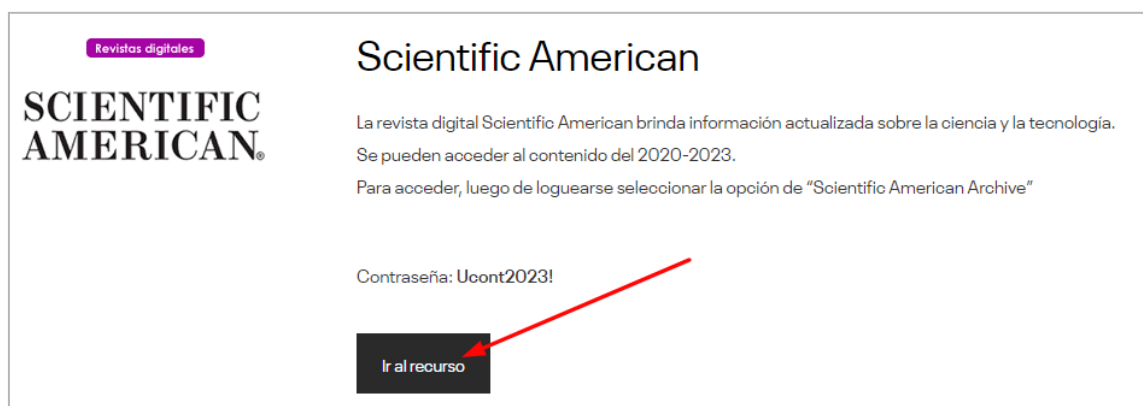 Revistas digitales
SCIENTIFIC
AMERICAN®
Scientific American
La revista digital Scientific American brinda información actualizada sobre la ciencia y la tecnología.
Se pueden acceder al contenido del 2020-2023.
Para acceder, luego de loguearse seleccionar la opción de “Scientific American Archive”
Contraseña: Ucont2023!
Ir al recurso